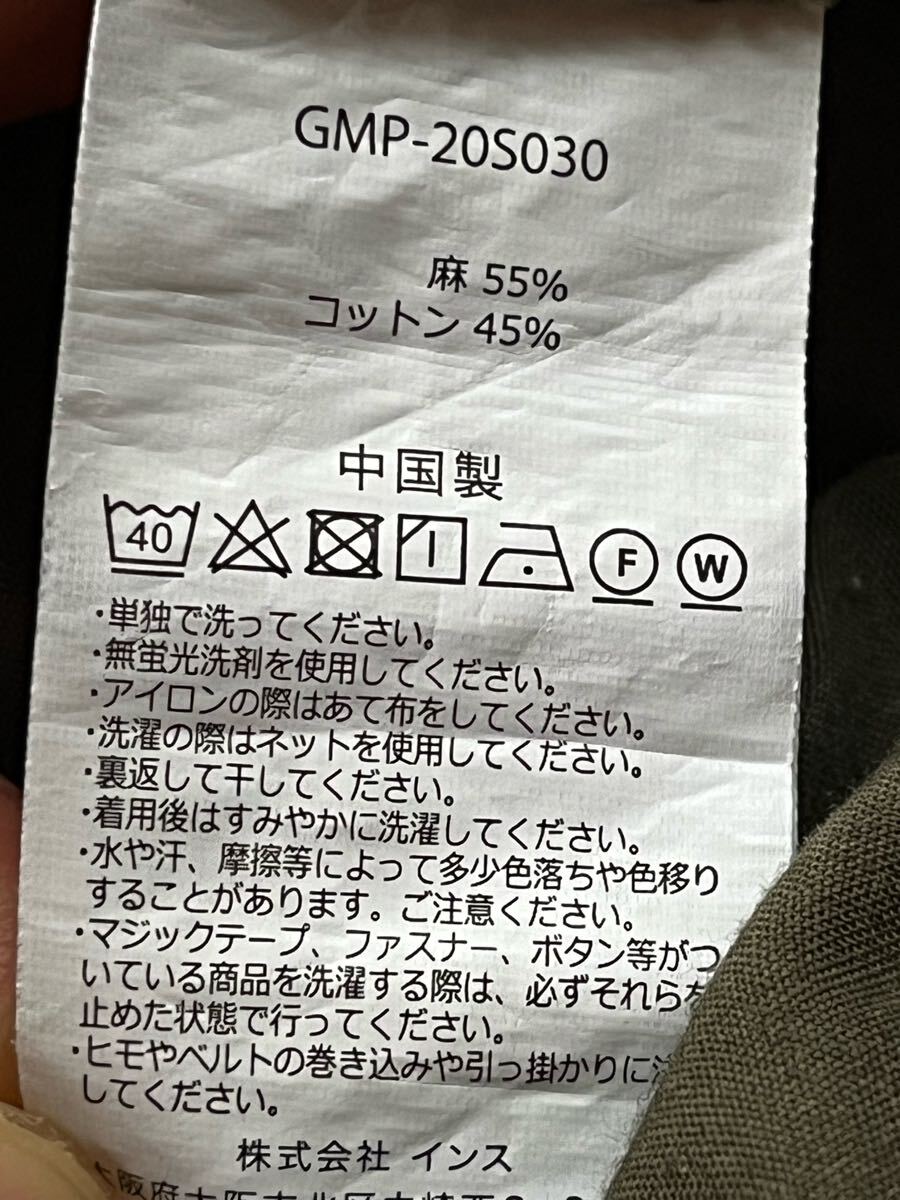 GMP-20S030
麻 55%
コットン 45%
中国製
40 F W
・単独で洗ってください。
・無蛍光洗剤を使用してください。
・アイロンの際はあて布をしてください。
・洗濯の際はネットを使用してください。
・裏返して干してください。
・着用後はすみやかに洗濯してください。
・水や汗、摩擦等によって多少色落ちや色移り
することがあります。ご注意ください。
・マジックテープ、ファスナー、ボタン等がつ
いている商品を洗濯する際は、必ずそれらを
止めた状態で行ってください。
・ヒモやベルトの巻き込みや引っ掛かりに
してください。
株式会社 インス
大阪府大阪市北区